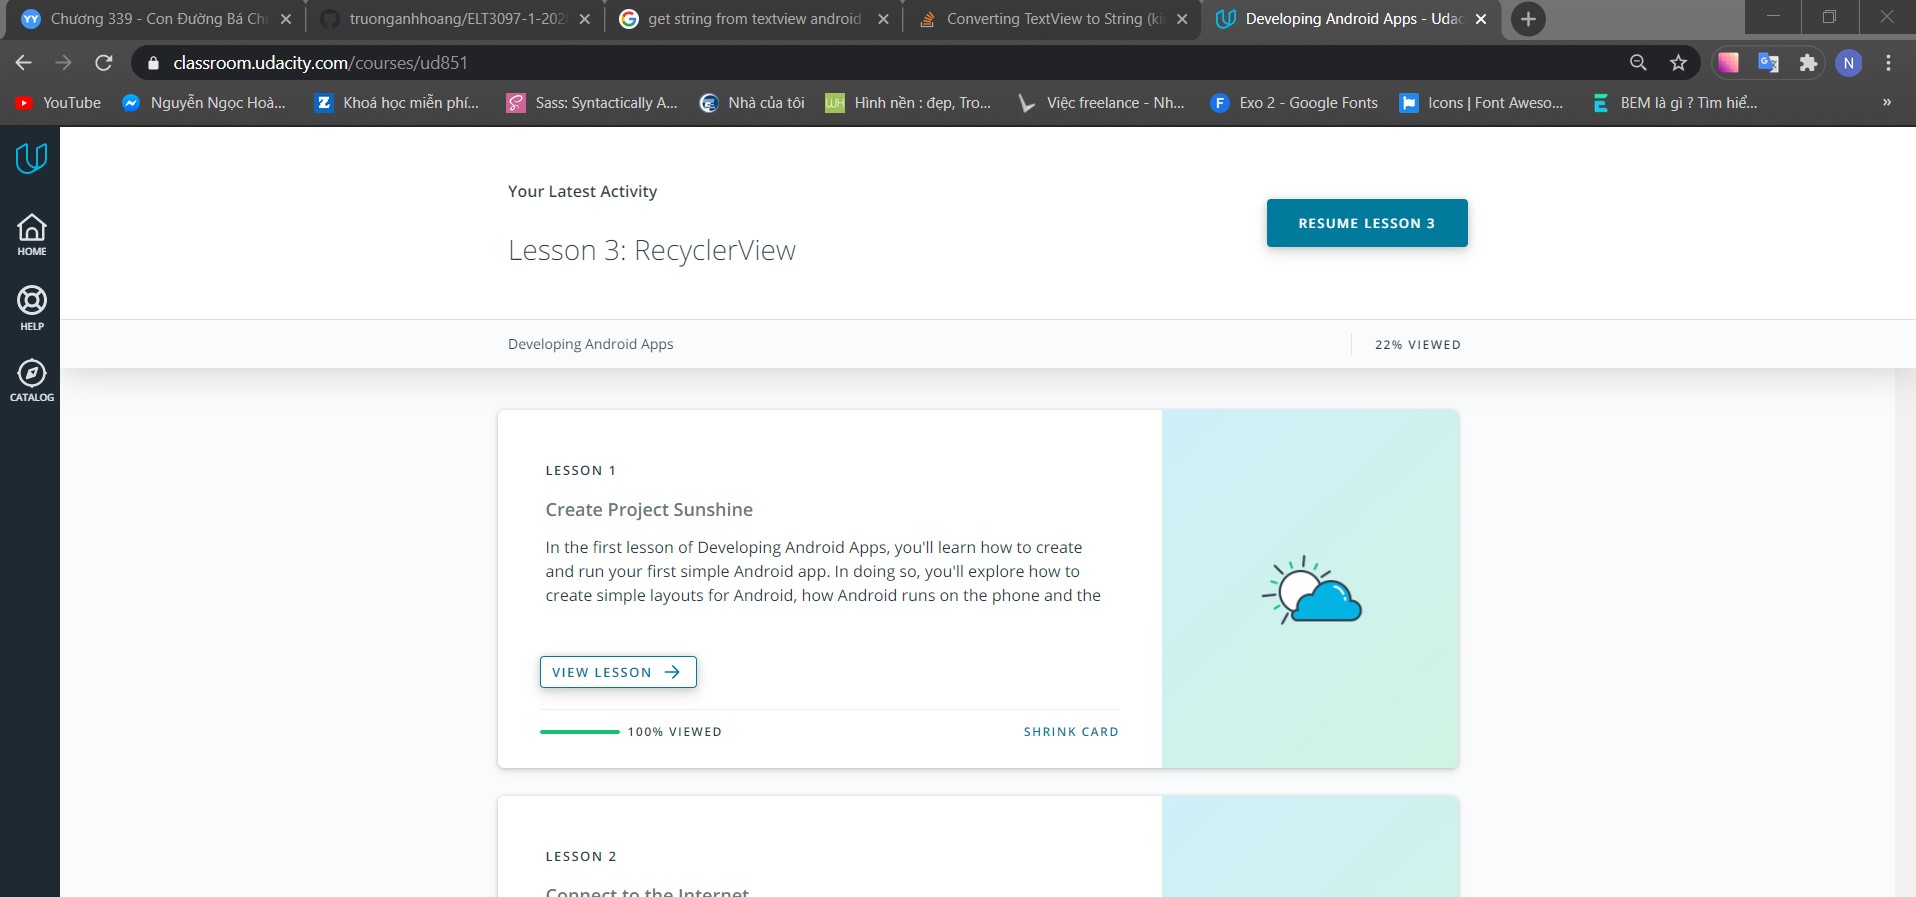 YY Chương 339 - Con Đường Bá Ch
truonganhhoang/ELT3097-1-202
get string from textview android
Converting TextView to String (ki
Developing Android Apps - Udac
classroom.udacity.com/courses/ud851
N
YouTube
Nguyễn Ngọc Hoà...
Z Khoá học miễn phí...
Sass: Syntactically A...
Nhà của tôi
WH Hình nền : đẹp, Tro...
Việc freelance - Nh...
F Exo 2 - Google Fonts
Icons | Font Aweso...
BEM là gì ? Tìm hiể...
»
HOME
HELP
CATALOG
Your Latest Activity
Lesson 3: RecyclerView
RESUME LESSON 3
Developing Android Apps
22% VIEWED
LESSON 1
Create Project Sunshine
In the first lesson of Developing Android Apps, you'll learn how to create
and run your first simple Android app. In doing so, you'll explore how to
create simple layouts for Android, how Android runs on the phone and the
VIEW LESSON
100% VIEWED
SHRINK CARD
LESSON 2
Connect to the Internet